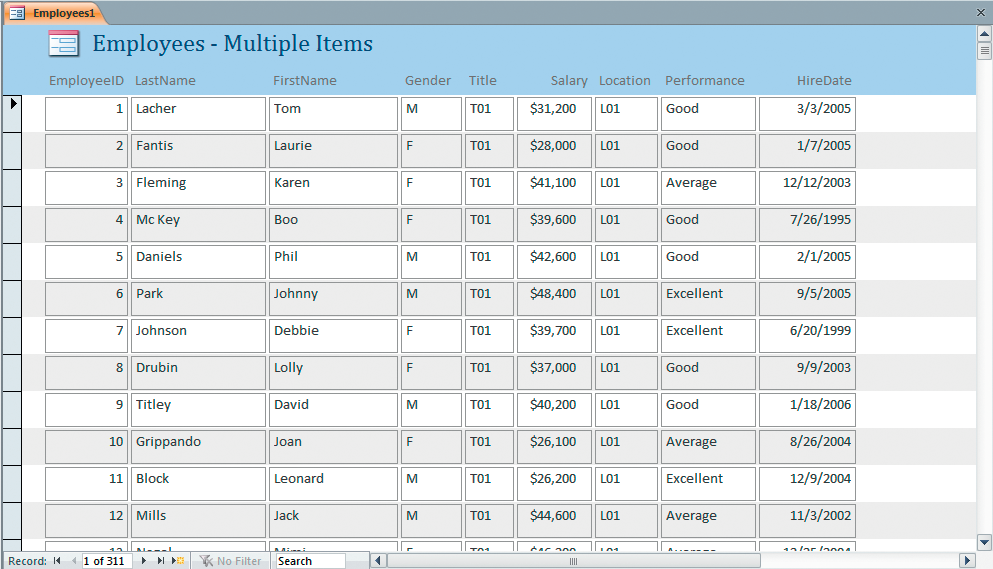 Employees1
Employees - Multiple Items
EmployeeID LastName FirstName Gender Title Salary Location Performance HireDate
1 Lacher Tom M T01 $31,200 L01 Good 3/3/2005
2 Fantis Laurie F T01 $28,000 L01 Good 1/7/2005
3 Fleming Karen F T01 $41,100 L01 Average 12/12/2003
4 Mc Key Boo F T01 $39,600 L01 Good 7/26/1995
5 Daniels Phil M T01 $42,600 L01 Good 2/1/2005
6 Park Johnny M T01 $48,400 L01 Excellent 9/5/2005
7 Johnson Debbie F T01 $39,700 L01 Excellent 6/20/1999
8 Drubin Lolly F T01 $37,000 L01 Good 9/9/2003
9 Titley David M T01 $40,200 L01 Good 1/18/2006
10 Grippando Joan F T01 $26,100 L01 Average 8/26/2004
11 Block Leonard M T01 $26,200 L01 Excellent 12/9/2004
12 Mills Jack M T01 $44,600 L01 Average 11/3/2002
Record: 1 of 311 No Filter Search